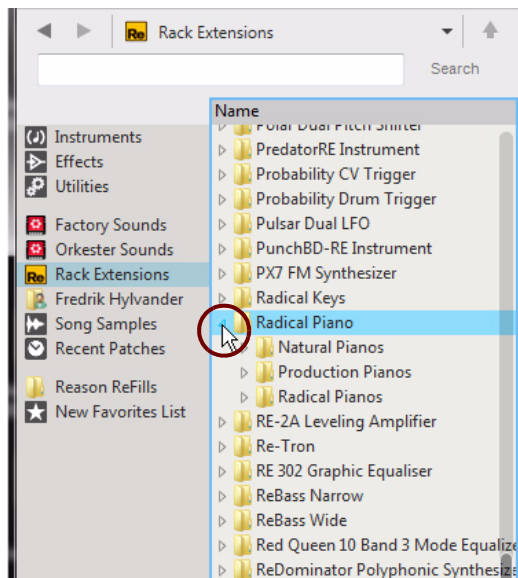 Re Rack Extensions
Search
Name
Instruments
Effects
Utilities
Factory Sounds
Orkester Sounds
Re Rack Extensions
Fredrik Hylvander
Song Samples
Recent Patches
Reason ReFills
New Favorites List
Polar Dual Pitch Shifter
PredatorRE Instrument
Probability CV Trigger
Probability Drum Trigger
Pulsar Dual LFO
PunchBD-RE Instrument
PX7 FM Synthesizer
Radical Keys
Radical Piano
Natural Pianos
Production Pianos
Radical Pianos
RE-2A Leveling Amplifier
Re-Tron
RE 302 Graphic Equaliser
ReBass Narrow
ReBass Wide
Red Queen 10 Band 3 Mode Equalize
ReDominator Polyphonic Synthesize